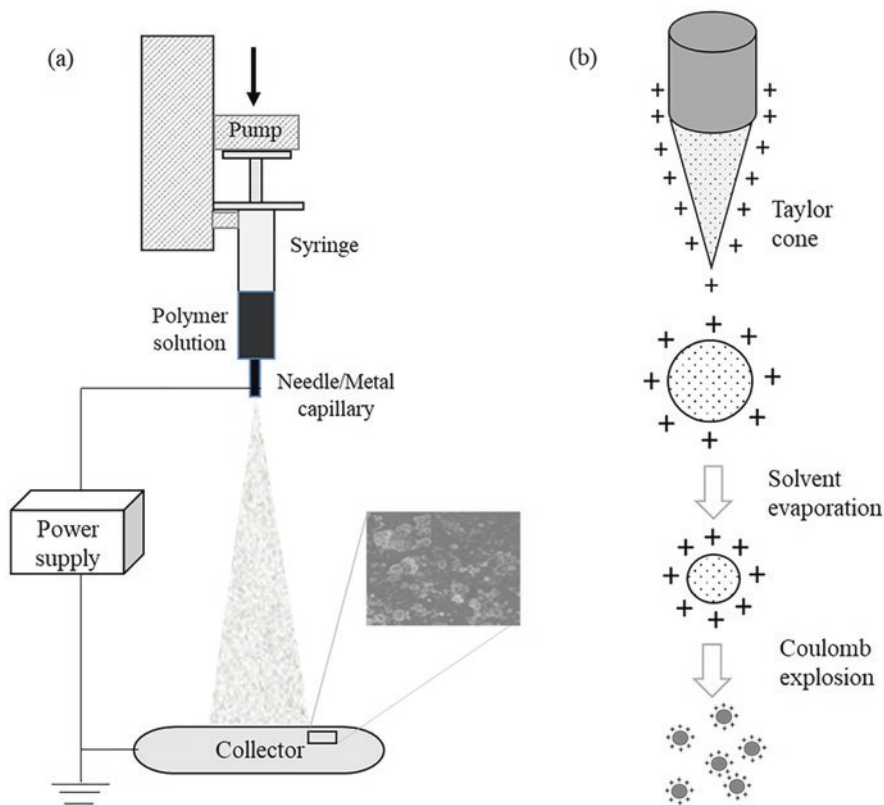 (a)
Pump
Syringe
Polymer
solution
Needle/Metal
capillary
Power
supply
Collector
(b)
Taylor
cone
Solvent
evaporation
Coulomb
explosion